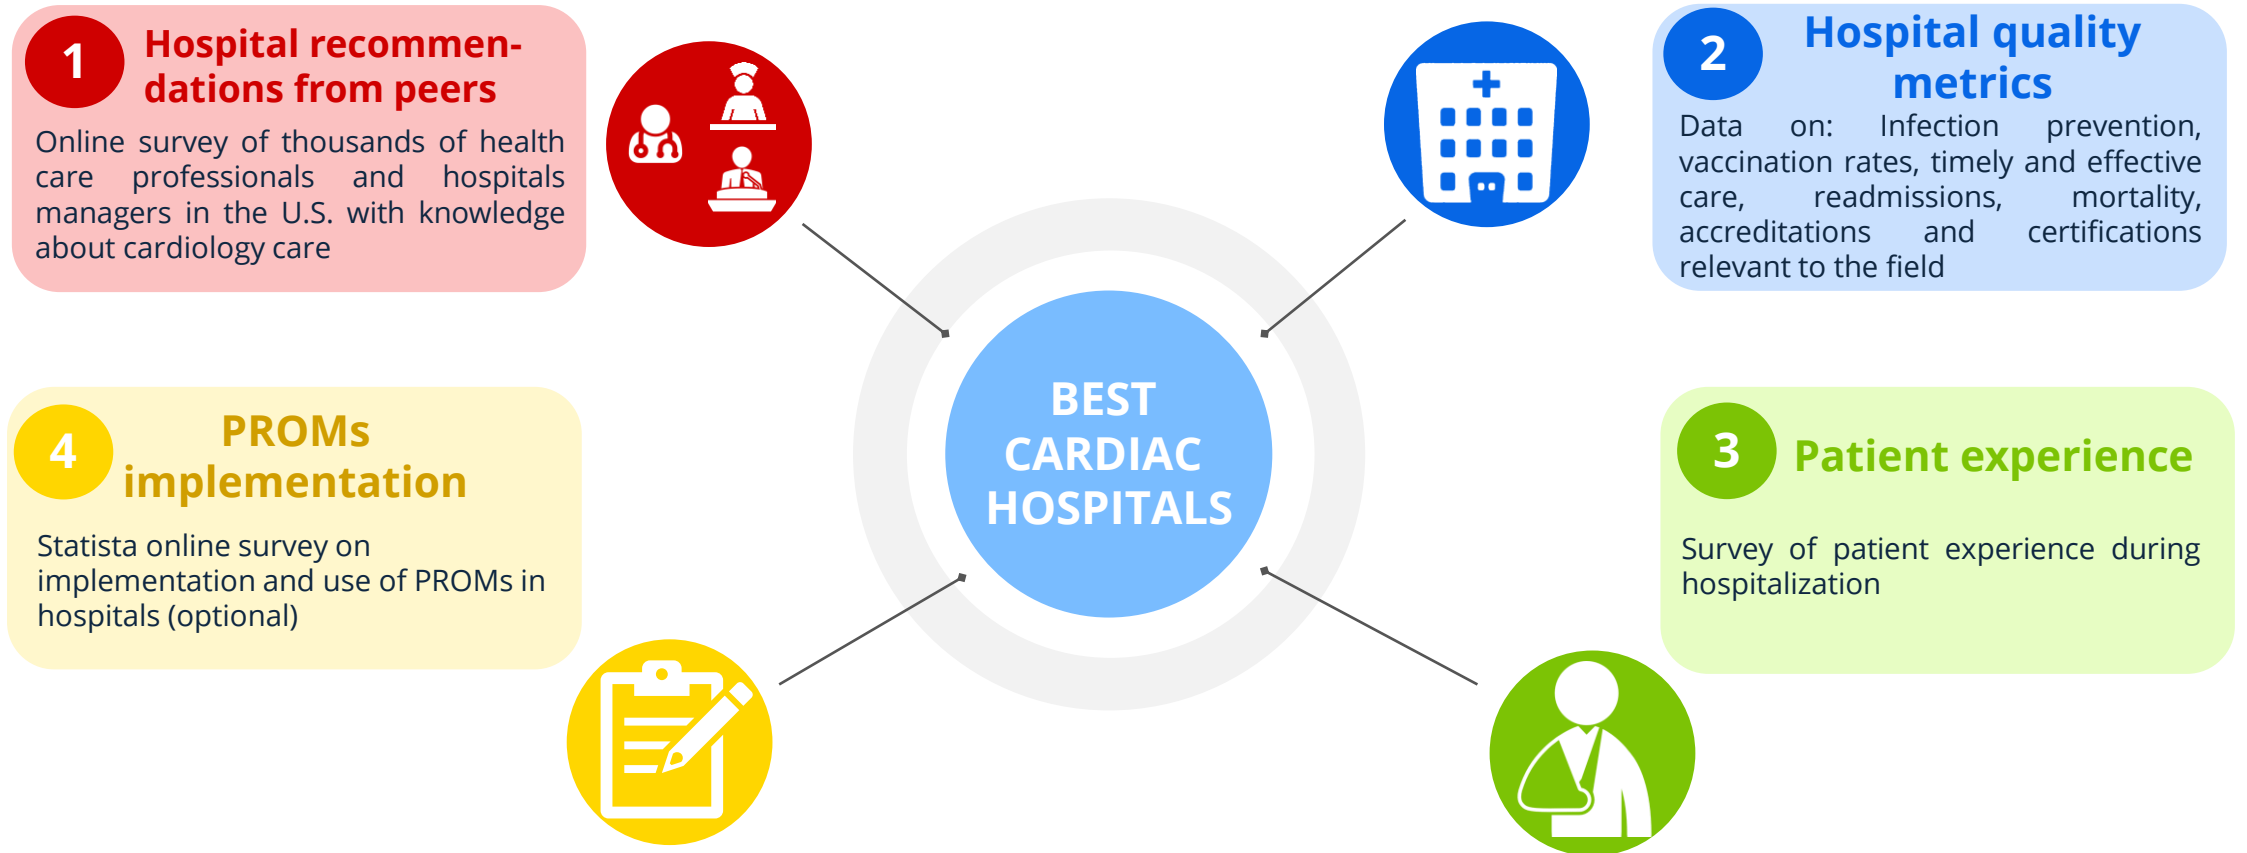 1
Hospital recommen-
dations from peers
Online survey of thousands of health
care professionals and hospitals
managers in the U.S. with knowledge
about cardiology care
2
Hospital quality
metrics
Data on: Infection prevention,
vaccination rates, timely and effective
care, readmissions, mortality,
accreditations and certifications
relevant to the field
BEST
CARDIAC
HOSPITALS
4
PROMs
implementation
Statista online survey on
implementation and use of PROMs in
hospitals (optional)
3
Patient experience
Survey of patient experience during
hospitalization